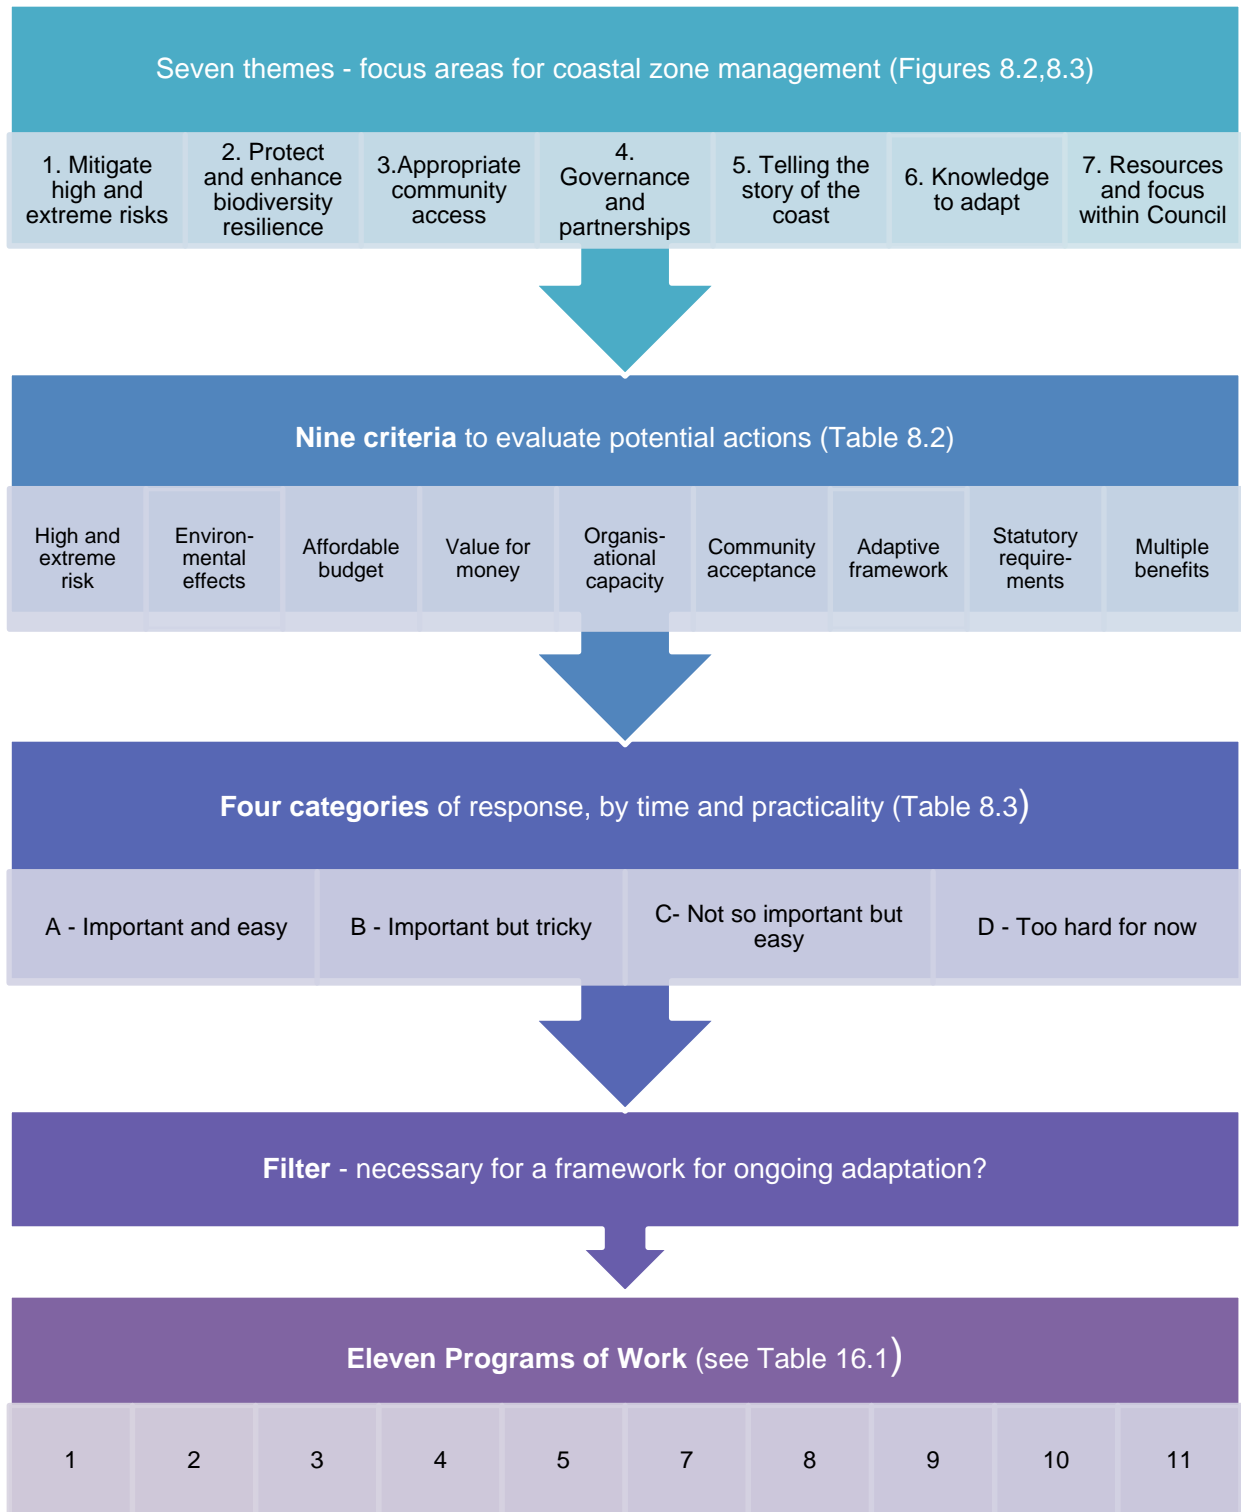 Seven themes - focus areas for coastal zone management (Figures 8.2,8.3)
1. Mitigate
high and
extreme risks
2. Protect
and enhance
biodiversity
resilience
3.Appropriate
community
access
4.
Governance
and
partnerships
5. Telling the
story of the
coast
6. Knowledge
to adapt
7. Resources
and focus
within Council
Nine criteria to evaluate potential actions (Table 8.2)
High and
extreme
risk
Environ-
mental
effects
Affordable
budget
Value for
money
Organis-
ational
capacity
Community
acceptance
Adaptive
framework
Statutory
require-
ments
Multiple
benefits
Four categories of response, by time and practicality (Table 8.3)
A - Important and easy
B - Important but tricky
C- Not so important but
easy
D - Too hard for now
Filter - necessary for a framework for ongoing adaptation?
Eleven Programs of Work (see Table 16.1)
1
2
3
4
5
7
8
9
10
11